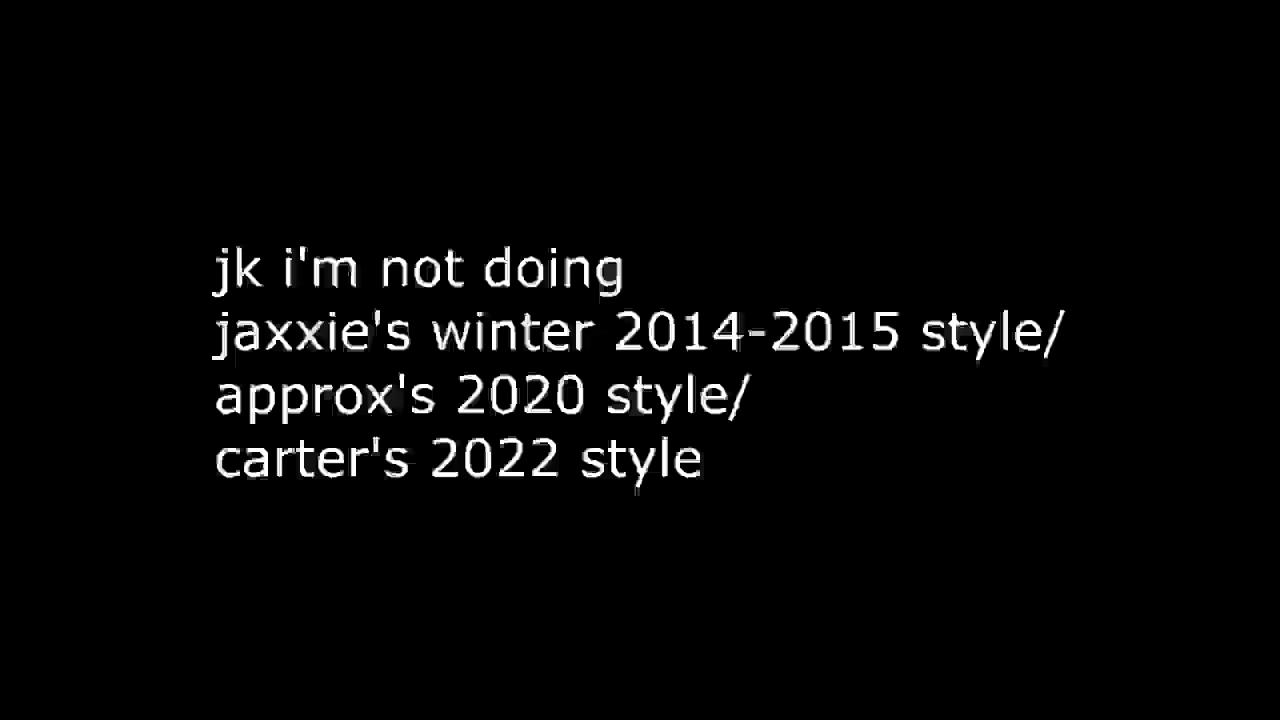 jk i'm not doing
jaxxie's winter 2014-2015 style/
approx's 2020 style/
carter's 2022 style